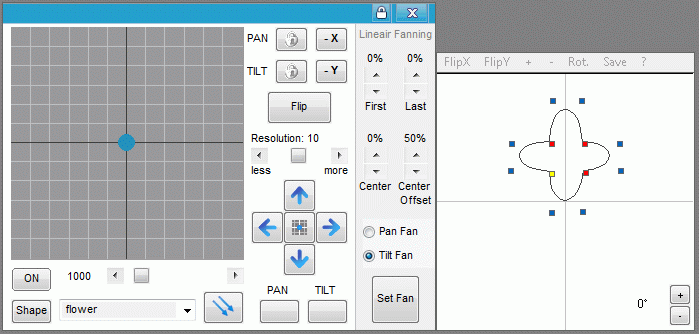 PAN - X
TILT - Y
Flip
Resolution: 10
less more
PAN TILT
ON 1000
Shape flower
Lineair Fanning
0% 0%
First Last
0% 50%
Center Center
Offset
Pan Fan
Tilt Fan
Set Fan
FlipX FlipY + - Rot. Save ?
0°
+
-